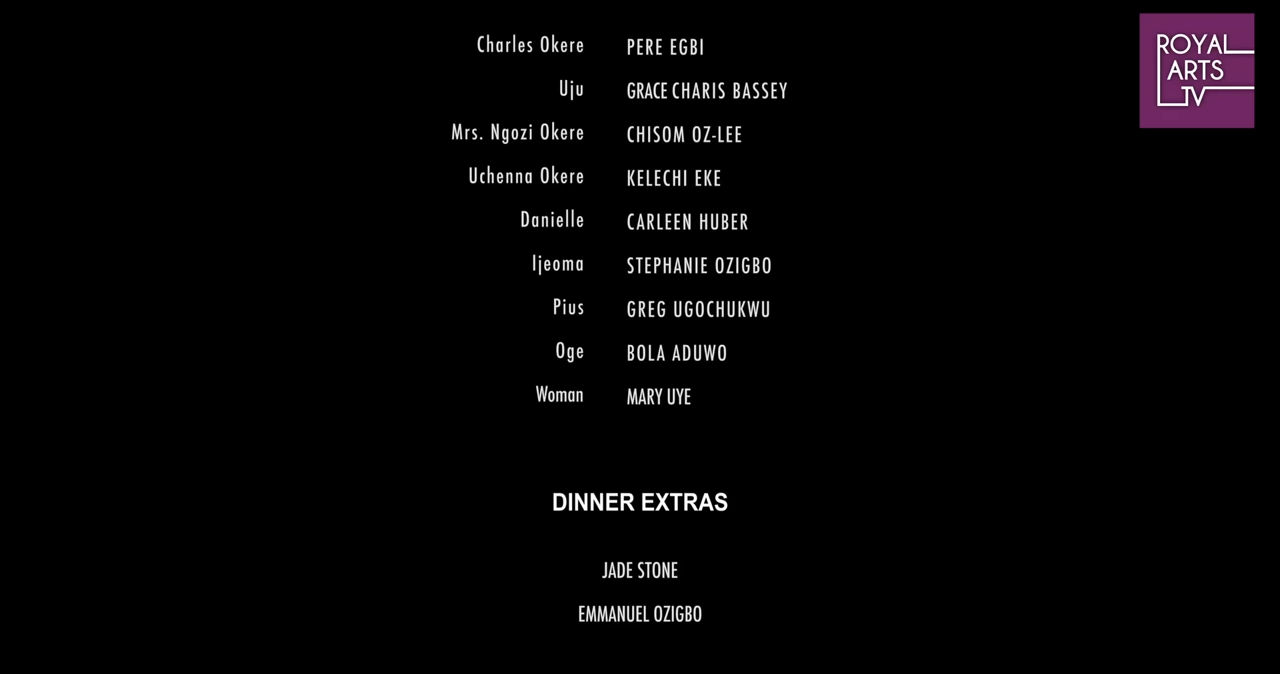 Charles Okere PERE EGBI
Uju GRACE CHARIS BASSEY
Mrs. Ngozi Okere CHISOM OZ-LEE
Uchenna Okere KELECHI EKE
Danielle CARLEEN HUBER
Ijeoma STEPHANIE OZIGBO
Pius GREG UGOCHUKWU
Oge BOLA ADUWO
Woman MARY UYE
DINNER EXTRAS
JADE STONE
EMMANUEL OZIGBO
ROYAL
ARTS
TV